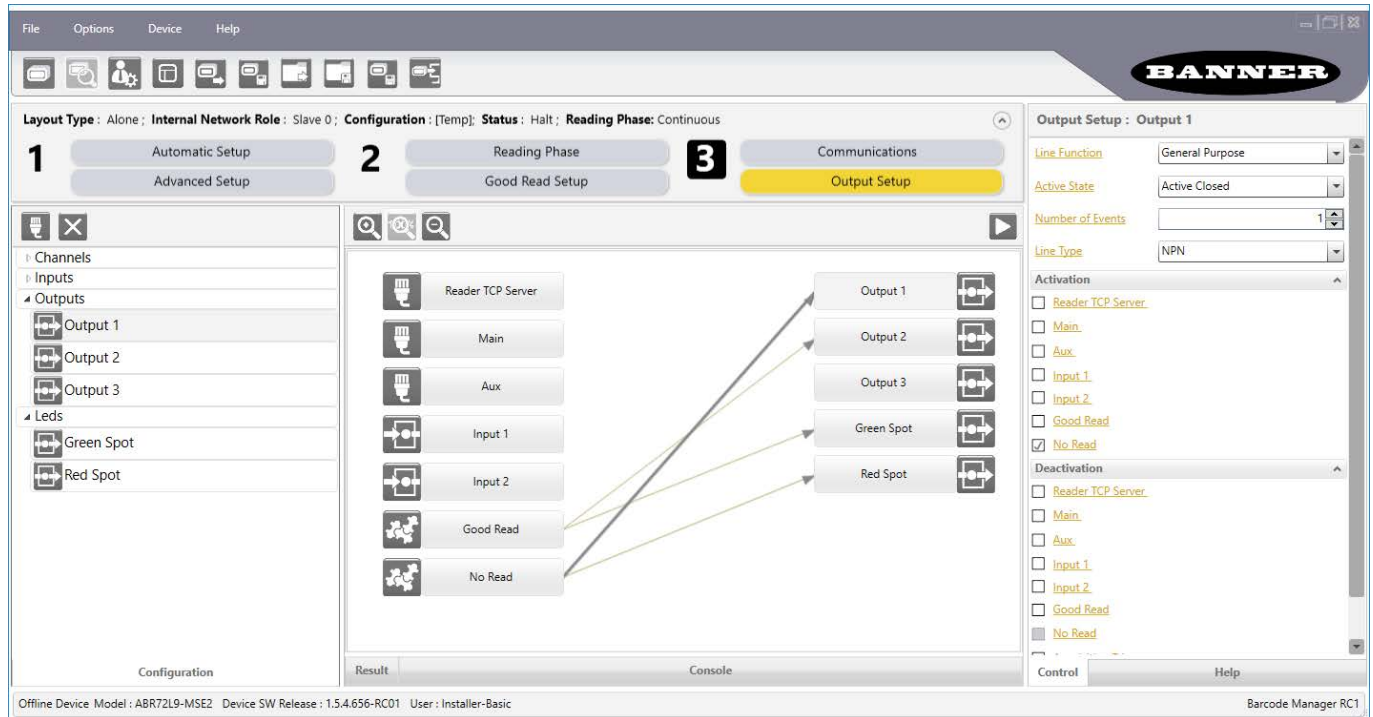 File Options Device Help
BANNER
Layout Type : Alone ; Internal Network Role : Slave 0 ; Configuration : [Temp]; Status : Halt ; Reading Phase: Continuous
1 Automatic Setup 2 Reading Phase 3 Communications
Advanced Setup Good Read Setup Output Setup
Channels
Inputs
Outputs
Output 1
Output 2
Output 3
Leds
Green Spot
Red Spot
Configuration
Reader TCP Server
Main
Aux
Input 1
Input 2
Good Read
No Read
Output 1
Output 2
Output 3
Green Spot
Red Spot
Result Console
Output Setup : Output 1
Line Function General Purpose
Active State Active Closed
Number of Events 1
Line Type NPN
Activation
Reader TCP Server
Main
Aux
Input 1
Input 2
Good Read
No Read
Deactivation
Reader TCP Server
Main
Aux
Input 1
Input 2
Good Read
No Read
Control Help
Offline Device Model : ABR72L9-MSE2 Device SW Release : 1.5.4.656-RC01 User : Installer-Basic Barcode Manager RC1